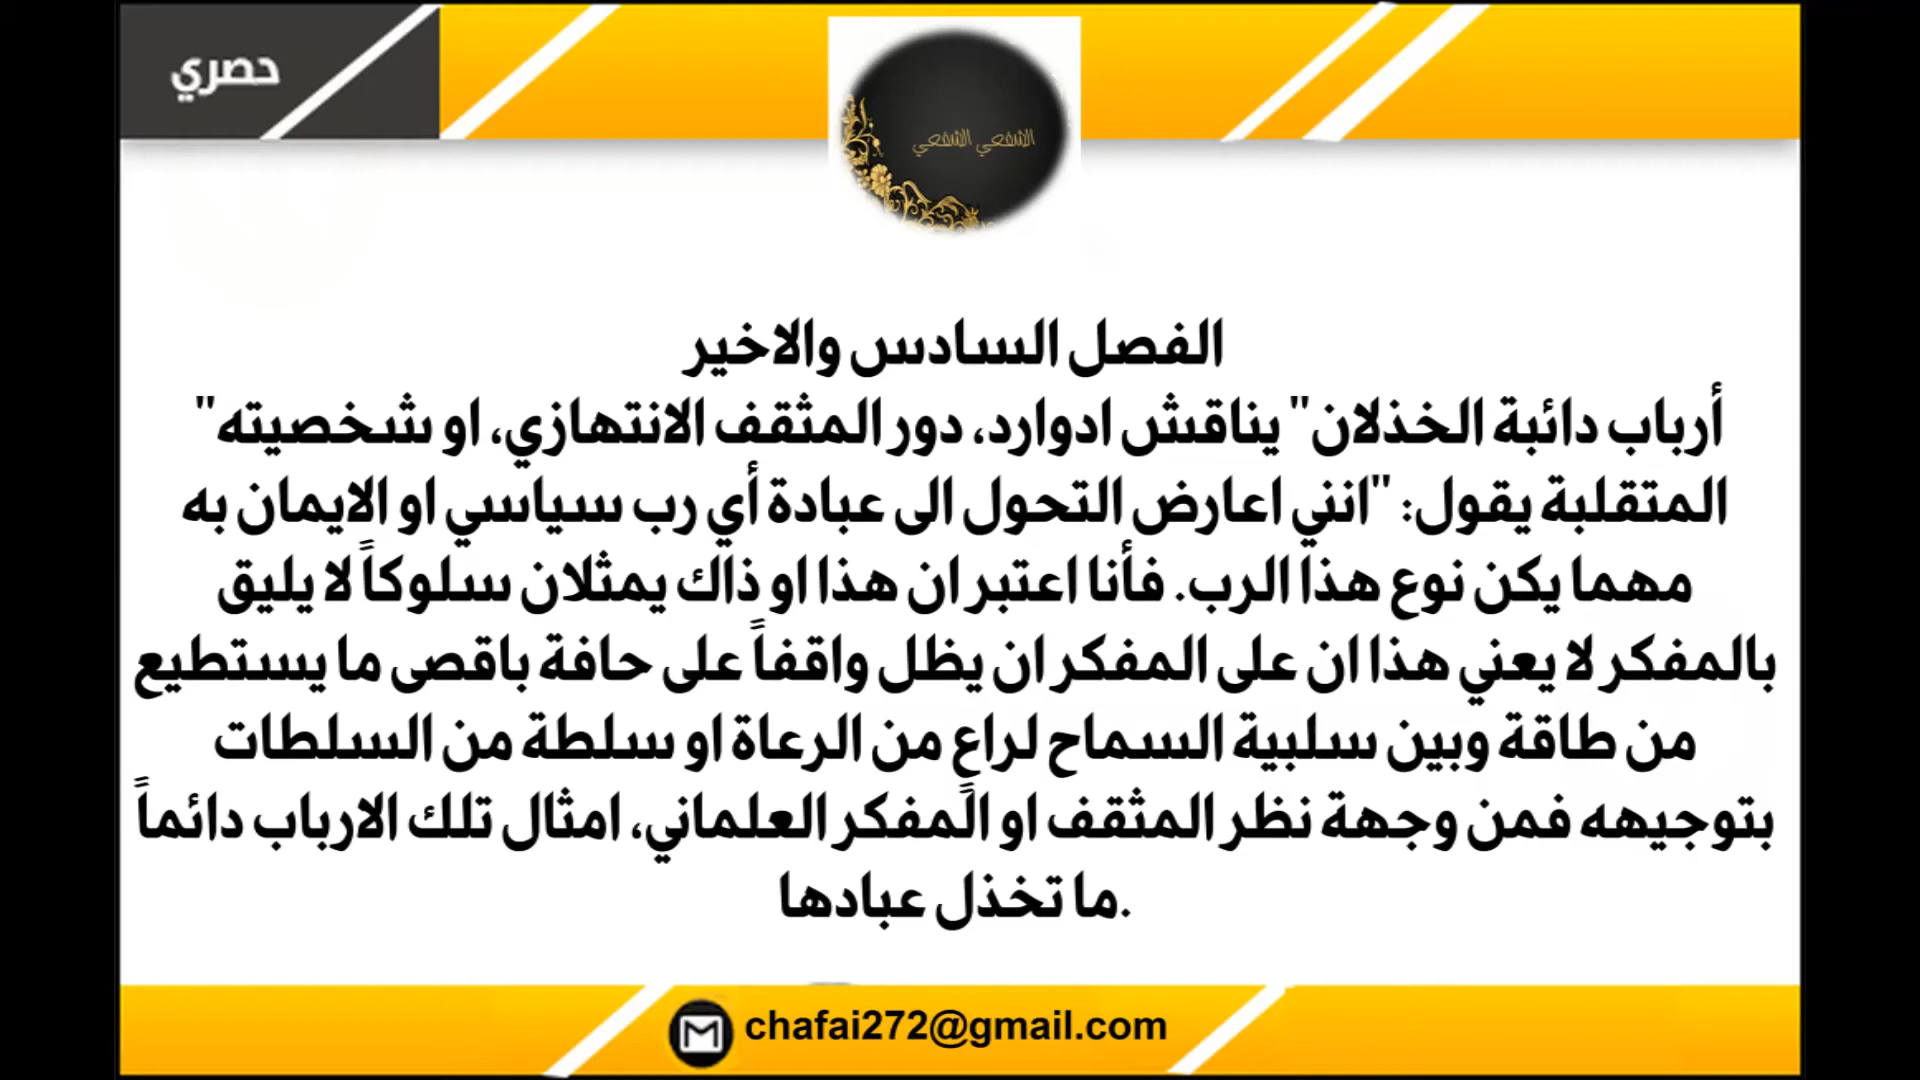 حصري
الاشفعي الشفعي
الفصل السادس والاخير
أرباب دائبة الخذلان" يناقش ادوارد، دور المثقف الانتهازي، او شخصيته"
المتقلبة يقول: "انني اعارض التحول الى عبادة أي رب سياسي او الايمان به
مهما يكن نوع هذا الرب. فأنا اعتبر ان هذا او ذاك يمثلان سلوكاً لا يليق
بالمفكر لا يعني هذا ان على المفكر ان يظل واقفاً على حافة باقصى ما يستطيع
من طاقة وبين سلبية السماح لراعٍ من الرعاة او سلطة من السلطات
بتوجيهه فمن وجهة نظر المثقف او المفكر العلماني، امثال تلك الارباب دائماً
.ما تخذل عبادها
chafai272@gmail.com